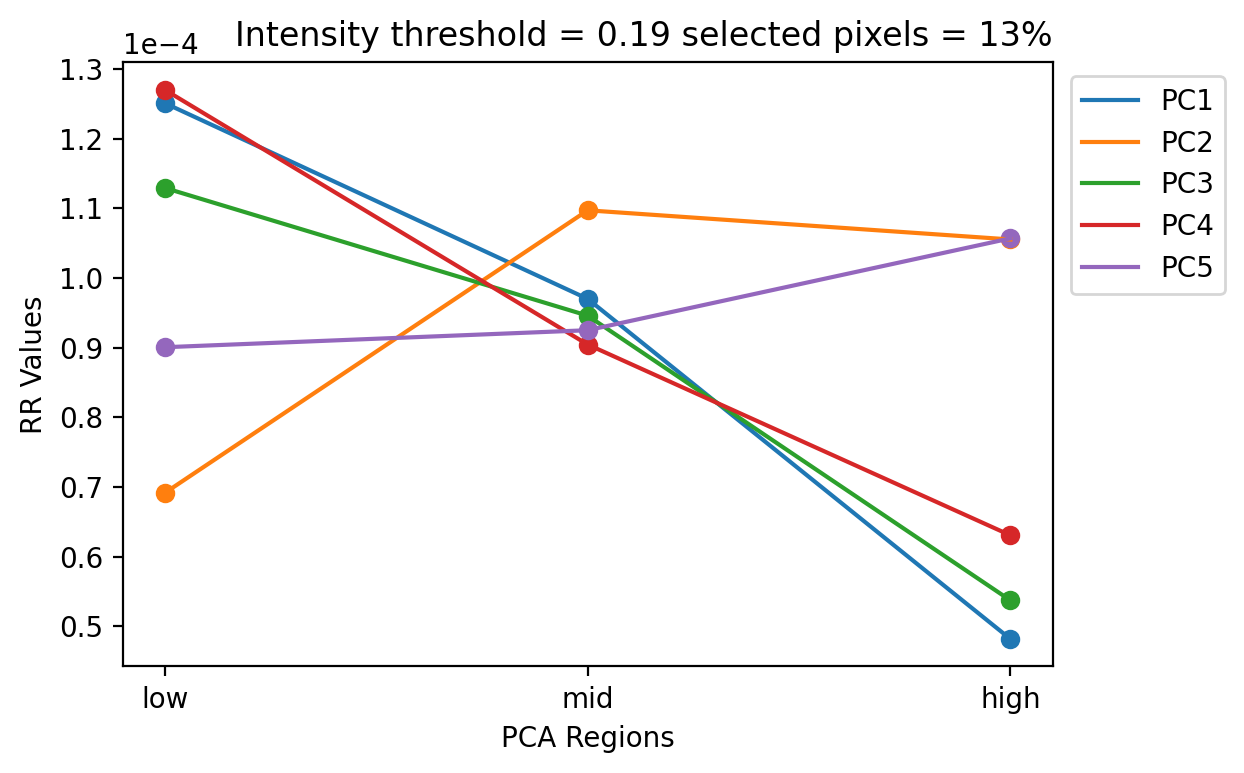 Intensity threshold = 0.19 selected pixels = 13%
1e−4
1.3
1.2
1.1
1.0
0.9
0.8
0.7
0.6
0.5
RR Values
low mid high
PCA Regions
PC1
PC2
PC3
PC4
PC5